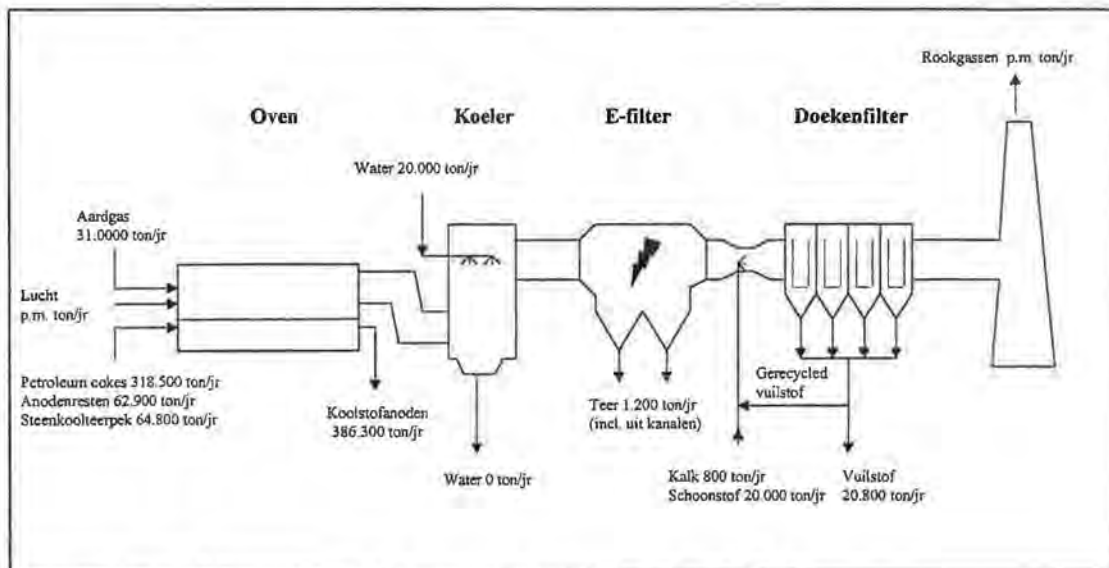 Rookgassen p.m. ton/jr
Oven
Koeler
E-filter
Doekenfilter
Water 20.000 ton/jr
Aardgas
31.0000 ton/jr
Lucht
p.m. ton/jr
Petroleum cokes 318.500 ton/jr
Anodenresten 62.900 ton/jr
Steenkoolteerpek 64.800 ton/jr
Koolstofanoden
386.300 ton/jr
Water 0 ton/jr
Teer 1.200 ton/jr
(incl. uit kanalen)
Gerecycled
vuilstof
Kalk 800 ton/jr
Schoonstof 20.000 ton/jr
Vuilstof
20.800 ton/jr